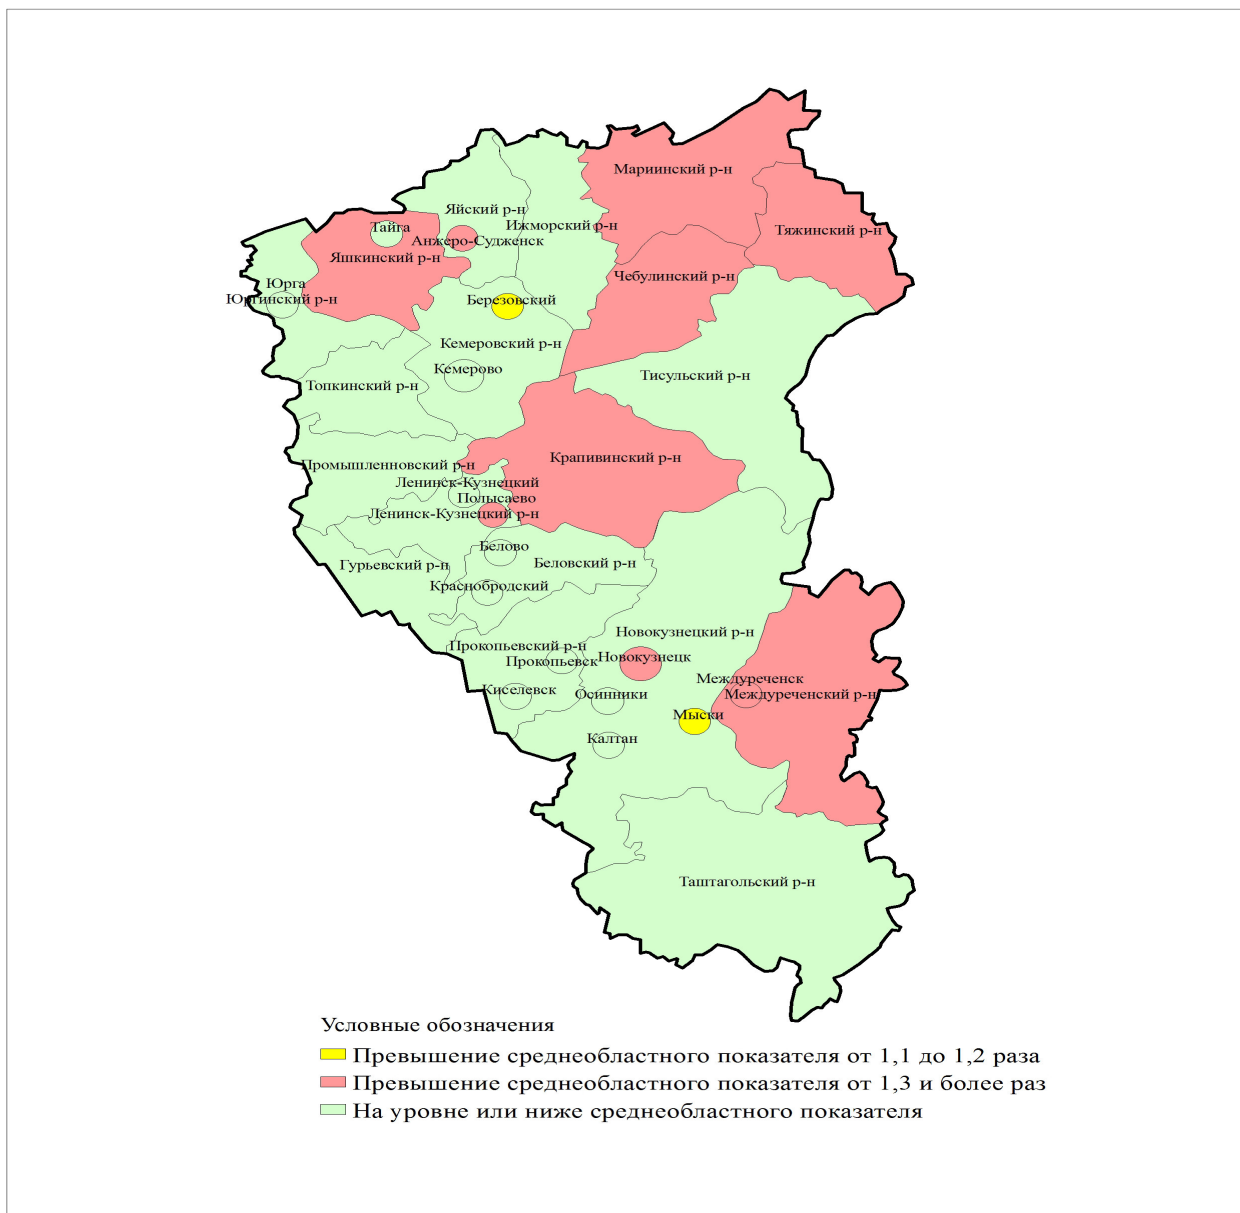 Мариинский р-н
Яйский р-н
Ижморский р-н
Тайга
Анжеро-Судженск
Тяжинский р-н
Яшкинский р-н
Чебулинский р-н
Юрга
Юргинский р-н
Березовский
Кемеровский р-н
Кемерово
Тисульский р-н
Топкинский р-н
Крапивинский р-н
Промышленновский р-н
Ленинск-Кузнецкий
Полысаево
Ленинск-Кузнецкий р-н
Белово
Гурьевский р-н
Беловский р-н
Краснобродский
Новокузнецкий р-н
Прокопьевский р-н
Прокопьевск
Новокузнецк
Междуреченск
Киселевск
Осинники
Междуреченский р-н
Мыски
Калтан
Таштагольский р-н
Условные обозначения
Превышение среднеобластного показателя от 1,1 до 1,2 раза
Превышение среднеобластного показателя от 1,3 и более раз
На уровне или ниже среднеобластного показателя